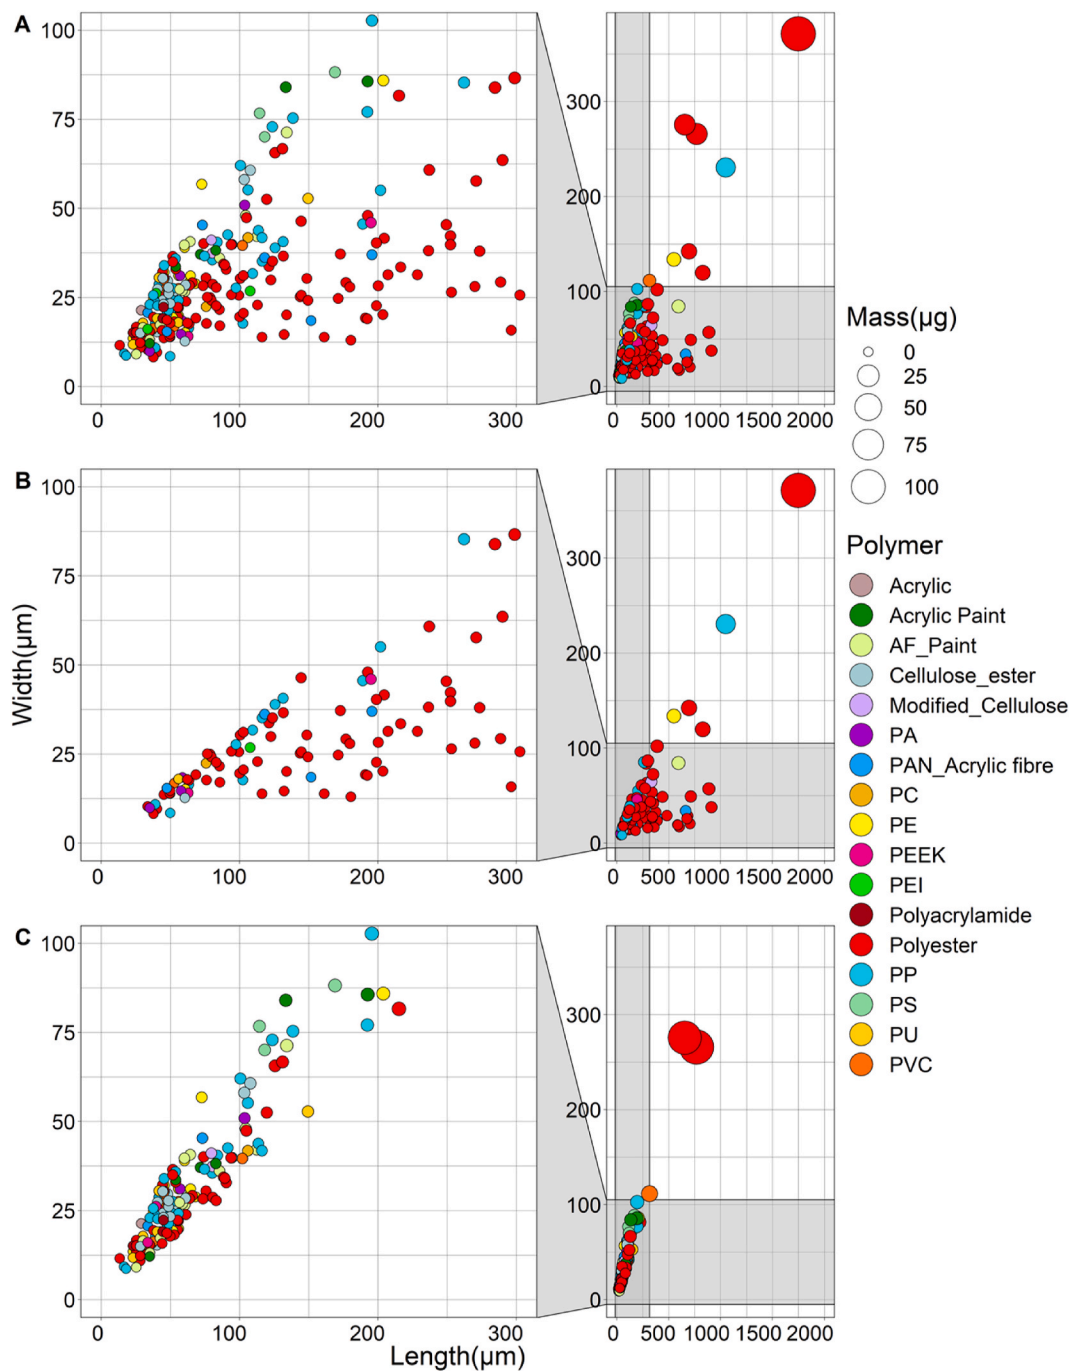 A
100
75
50
25
0
0 100 200 300
300
200
100
0
0 500 1000 1500 2000
B
100
75
50
25
0
0 100 200 300
300
200
100
0
0 500 1000 1500 2000
C
100
75
50
25
0
0 100 200 300
300
200
100
0
0 500 1000 1500 2000
Width(µm)
Length(µm)
Mass(µg)
0
25
50
75
100
Polymer
Acrylic
Acrylic Paint
AF_Paint
Cellulose_ester
Modified_Cellulose
PA
PAN_Acrylic fibre
PC
PE
PEEK
PEI
Polyacrylamide
Polyester
PP
PS
PU
PVC